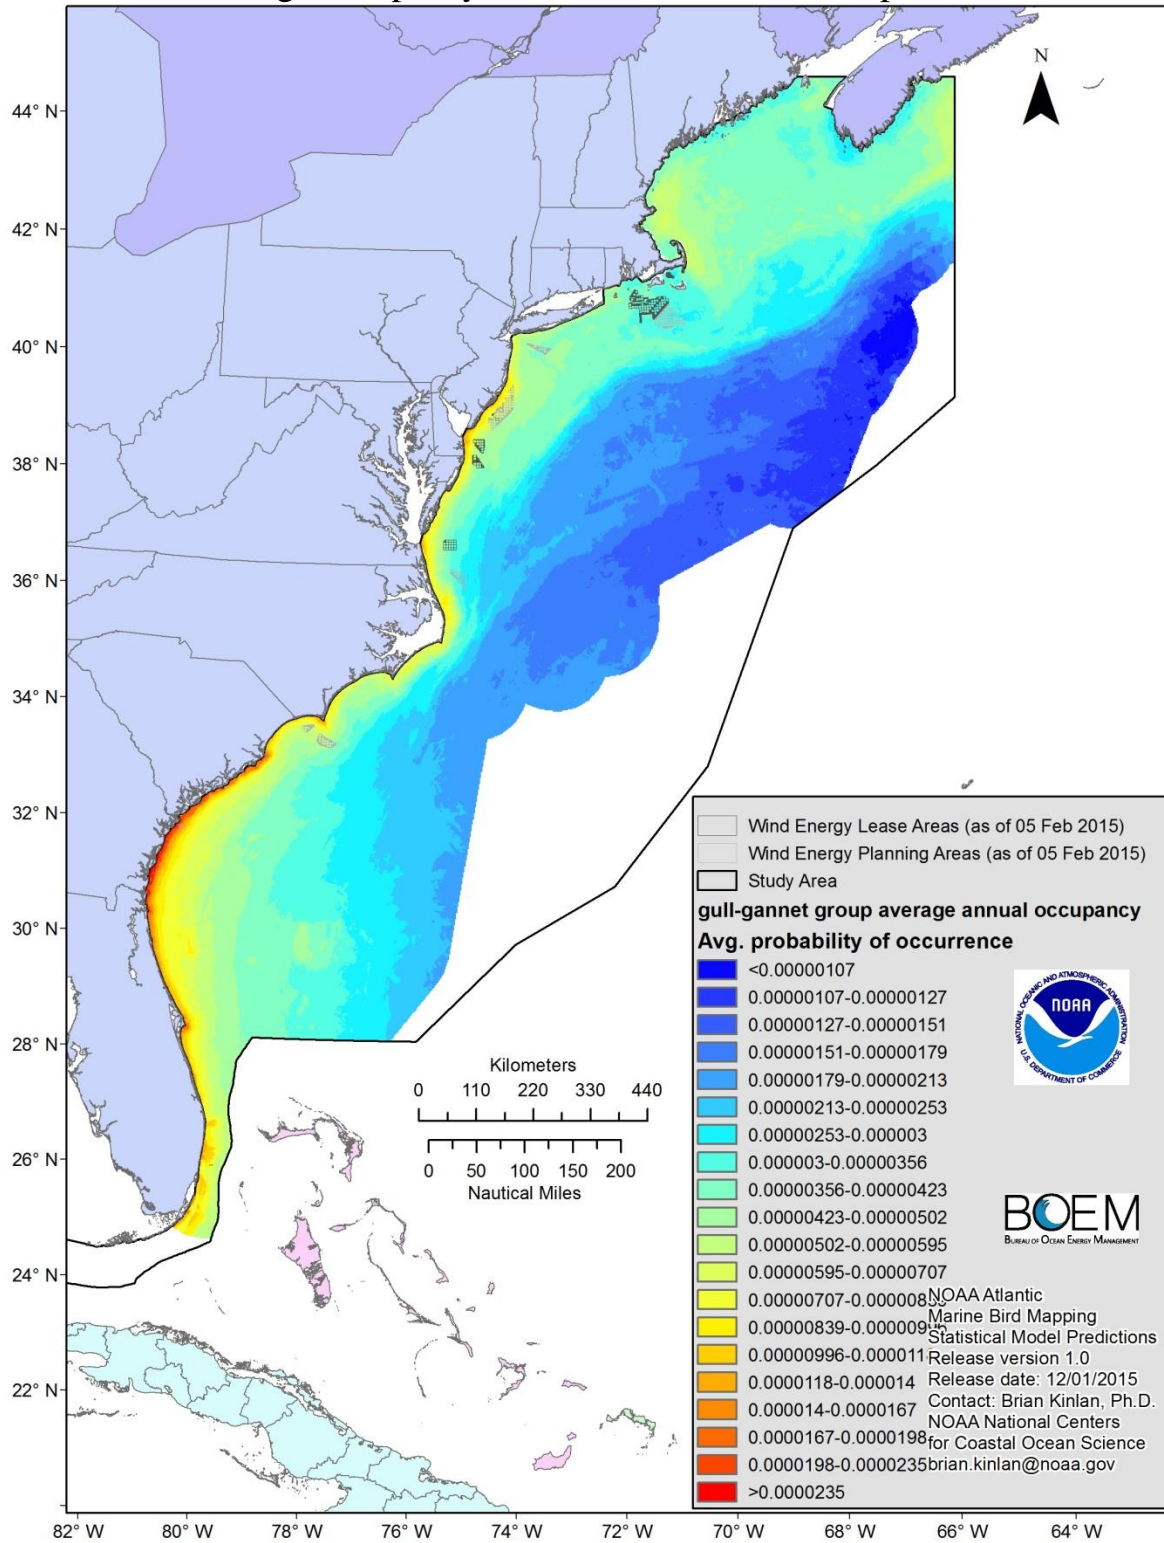 44° N
42° N
40° N
38° N
36° N
34° N
32° N
30° N
28° N
26° N
24° N
22° N
82° W
80° W
78° W
76° W
74° W
72° W
70° W
68° W
66° W
64° W
N
Kilometers
0 110 220 330 440
0 50 100 150 200
Nautical Miles
Wind Energy Lease Areas (as of 05 Feb 2015)
Wind Energy Planning Areas (as of 05 Feb 2015)
Study Area
gull-gannet group average annual occupancy
Avg. probability of occurrence
<0.00000107
0.00000107-0.00000127
0.00000127-0.00000151
0.00000151-0.00000179
0.00000179-0.00000213
0.00000213-0.00000253
0.00000253-0.000003
0.000003-0.00000356
0.00000356-0.00000423
0.00000423-0.00000502
0.00000502-0.00000595
0.00000595-0.00000707
0.00000707-
0.00000839-
0.00000996-
0.0000118-0.000014
0.000014-0.0000167
0.0000167-0.0000198
0.0000198-0.0000235
>0.0000235
NATIONAL OCEANIC AND ATMOSPHERIC ADMINISTRATION
NOAA
U.S. DEPARTMENT OF COMMERCE
BOEM
BUREAU OF OCEAN ENERGY MANAGEMENT
NOAA Atlantic
Marine Bird Mapping
Statistical Model Predictions
Release version 1.0
Release date: 12/01/2015
Contact: Brian Kinlan, Ph.D.
NOAA National Centers
for Coastal Ocean Science
brian.kinlan@noaa.gov